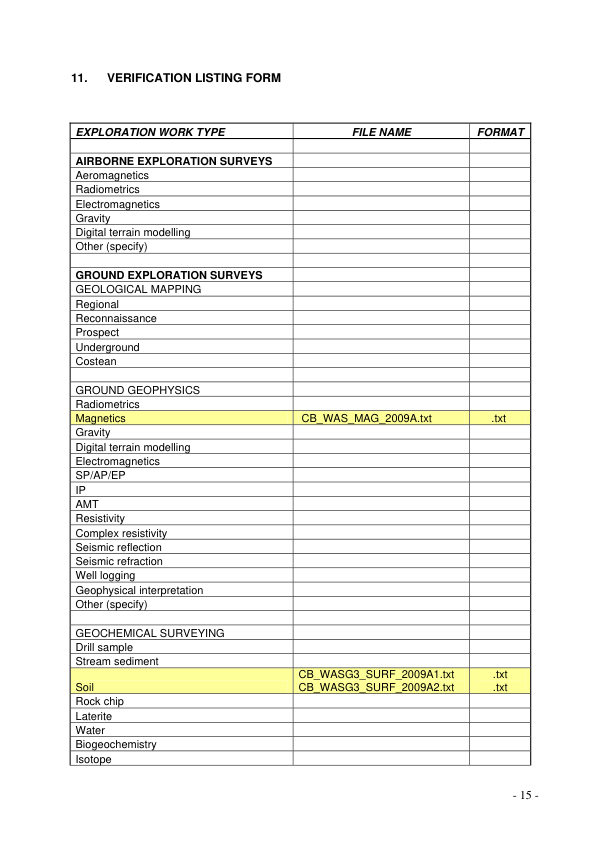 11. VERIFICATION LISTING FORM
EXPLORATION WORK TYPE FILE NAME FORMAT
AIRBORNE EXPLORATION SURVEYS
Aeromagnetics
Radiometrics
Electromagnetics
Gravity
Digital terrain modelling
Other (specify)
GROUND EXPLORATION SURVEYS
GEOLOGICAL MAPPING
Regional
Reconnaissance
Prospect
Underground
Costean
GROUND GEOPHYSICS
Radiometrics
Magnetics CB_WAS_MAG_2009A.txt .txt
Gravity
Digital terrain modelling
Electromagnetics
SP/AP/EP
IP
AMT
Resistivity
Complex resistivity
Seismic reflection
Seismic refraction
Well logging
Geophysical interpretation
Other (specify)
GEOCHEMICAL SURVEYING
Drill sample
Stream sediment
CB_WASG3_SURF_2009A1.txt .txt
Soil CB_WASG3_SURF_2009A2.txt .txt
Rock chip
Laterite
Water
Biogeochemistry
Isotope
- 15 -